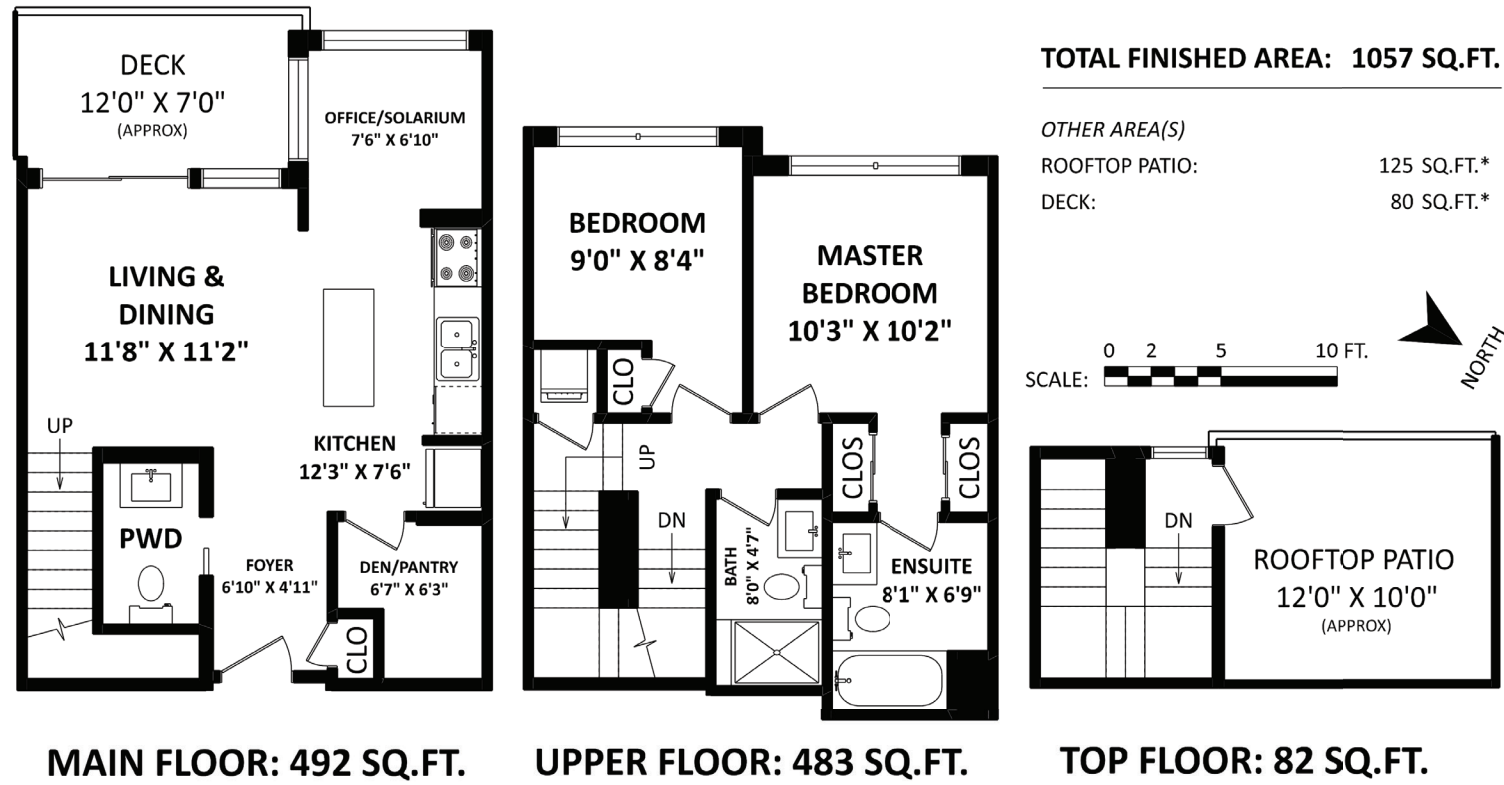 DECK
12'0" X 7'0"
(APPROX)
OFFICE/SOLARIUM
7'6" X 6'10"
LIVING &
DINING
11'8" X 11'2"
UP
KITCHEN
12'3" X 7'6"
PWD
FOYER
6'10" X 4'11"
DEN/PANTRY
6'7" X 6'3"
CLO
MAIN FLOOR: 492 SQ.FT.
BEDROOM
9'0" X 8'4"
MASTER
BEDROOM
10'3" X 10'2"
CLO
UP
CLOS
CLOS
DN
BATH
8'0" X 4'7"
ENSUITE
8'1" X 6'9"
UPPER FLOOR: 483 SQ.FT.
TOTAL FINISHED AREA: 1057 SQ.FT.
OTHER AREA(S)
ROOFTOP PATIO: 125 SQ.FT.*
DECK: 80 SQ.FT.*
0 2 5 10 FT.
SCALE:
NORTH
DN
ROOFTOP PATIO
12'0" X 10'0"
(APPROX)
TOP FLOOR: 82 SQ.FT.